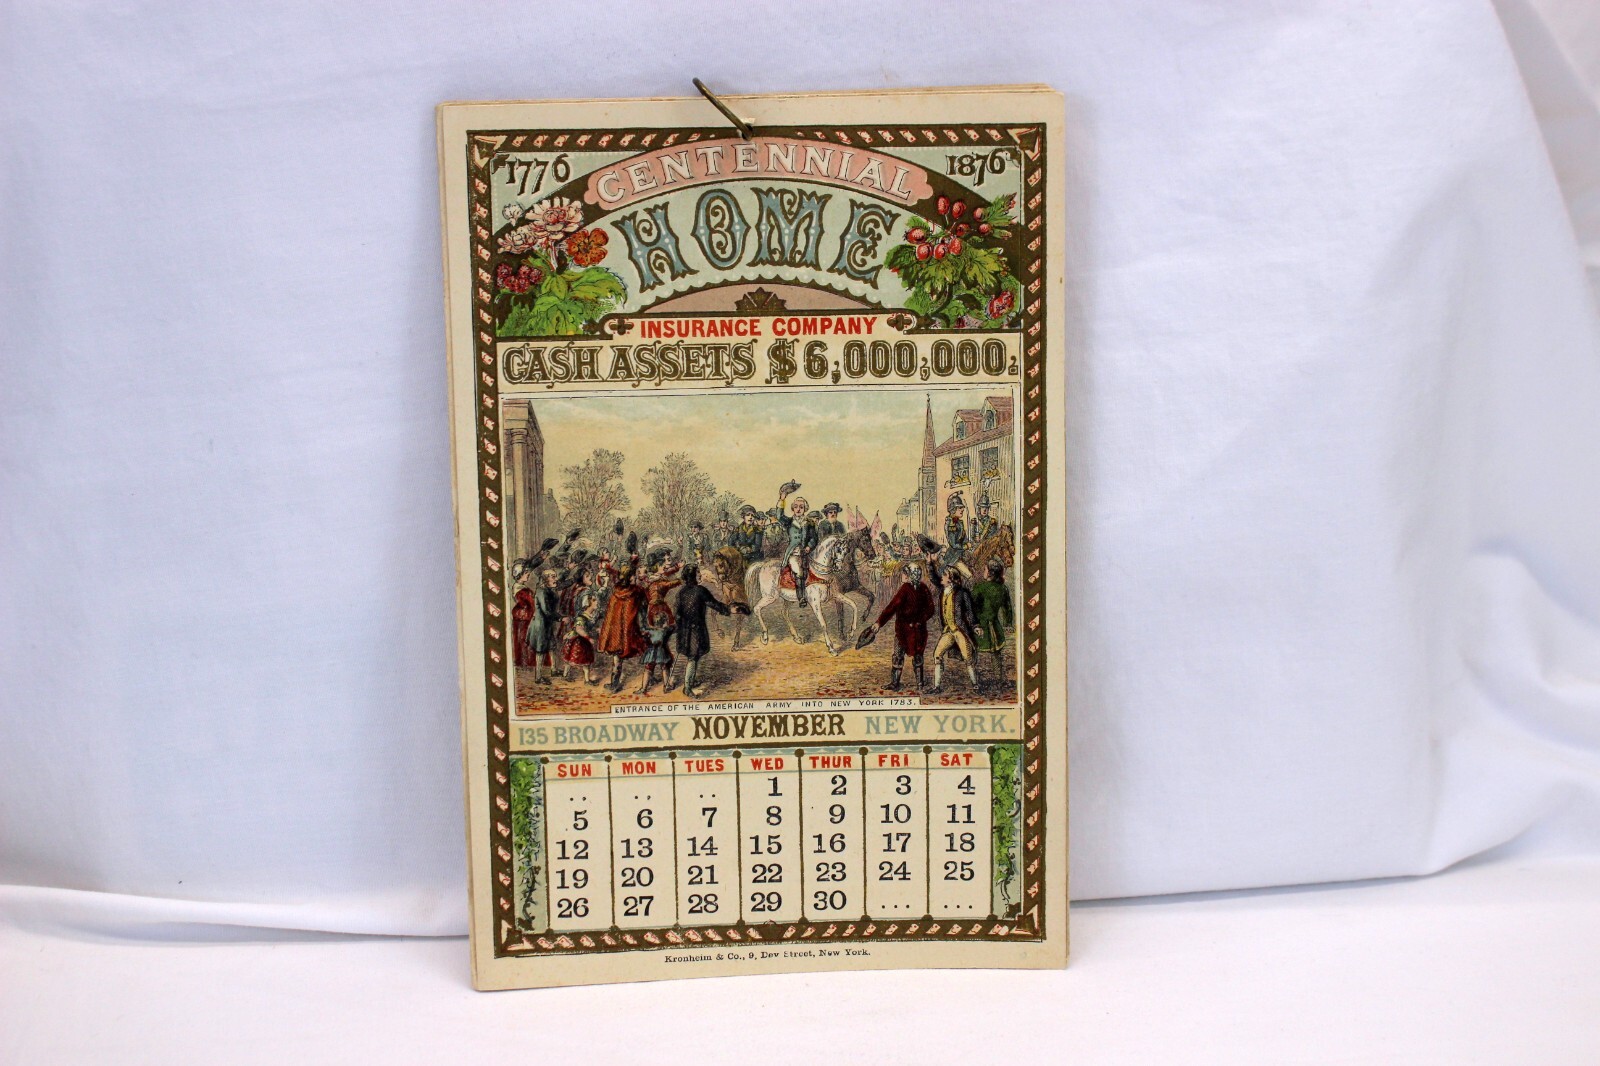 1776 CENTENNIAL 1876
HOME
INSURANCE COMPANY
CASH ASSETS $6,000,000.
ENTRANCE OF THE AMERICAN ARMY INTO NEW YORK 1783.
135 BROADWAY NOVEMBER NEW YORK.
SUN MON TUES WED THUR FRI SAT
.. .. .. 1 2 3 4
5 6 7 8 9 10 11
12 13 14 15 16 17 18
19 20 21 22 23 24 25
26 27 28 29 30 ... ...
Kronheim & Co., 9, Dey Street, New York.